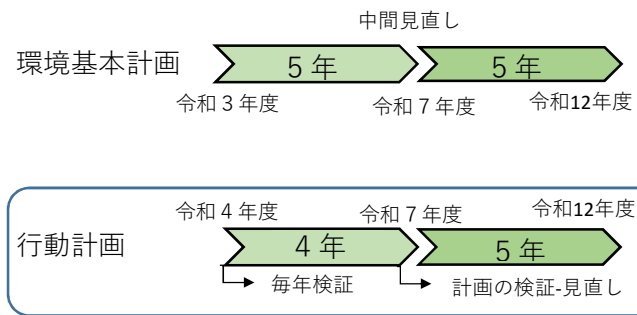 中間見直し
環境基本計画
5 年
5 年
令和３年度
令和７年度
令和12年度
令和４年度
令和７年度
令和12年度
行動計画
4 年
5 年
毎年検証
計画の検証-見直し